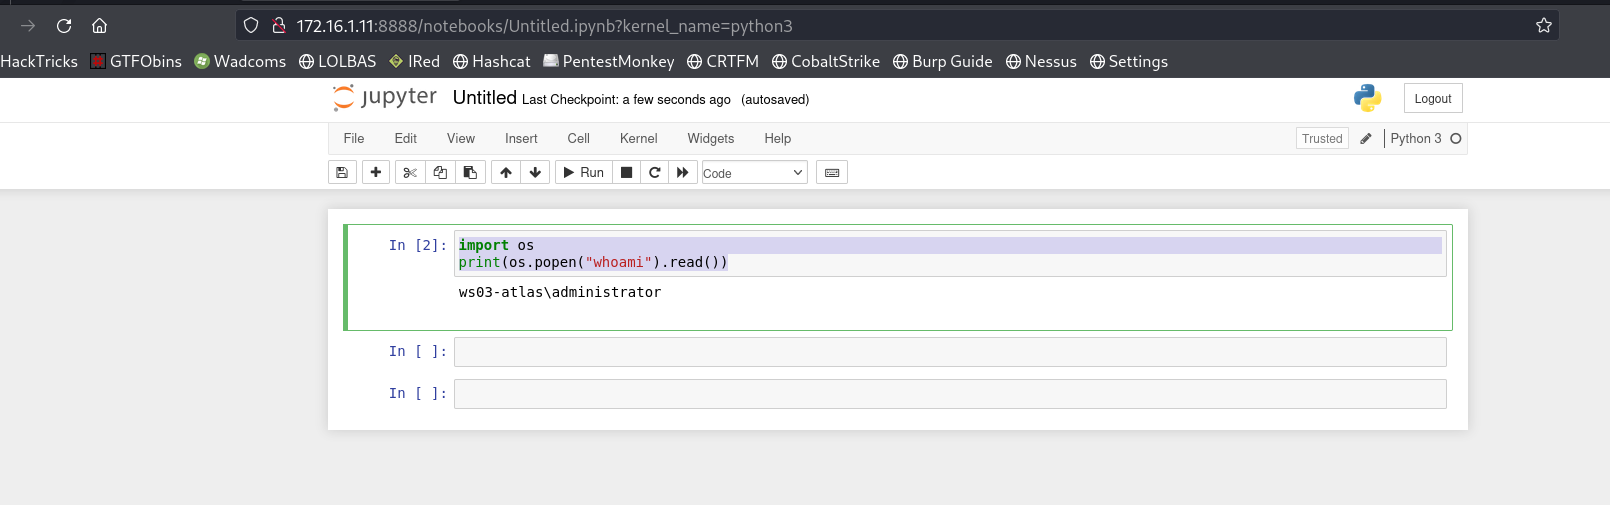 172.16.1.11:8888/notebooks/Untitled.ipynb?kernel_name=python3
HackTricks GTFObins Wadcoms LOLBAS IRed Hashcat PentestMonkey CRTFM CobaltStrike Burp Guide Nessus Settings
jupyter Untitled Last Checkpoint: a few seconds ago (autosaved) Logout
File Edit View Insert Cell Kernel Widgets Help Trusted Python 3
Run Code
In [2]: import os
print(os.popen("whoami").read())
ws03-atlas\administrator
In [ ]:
In [ ]: